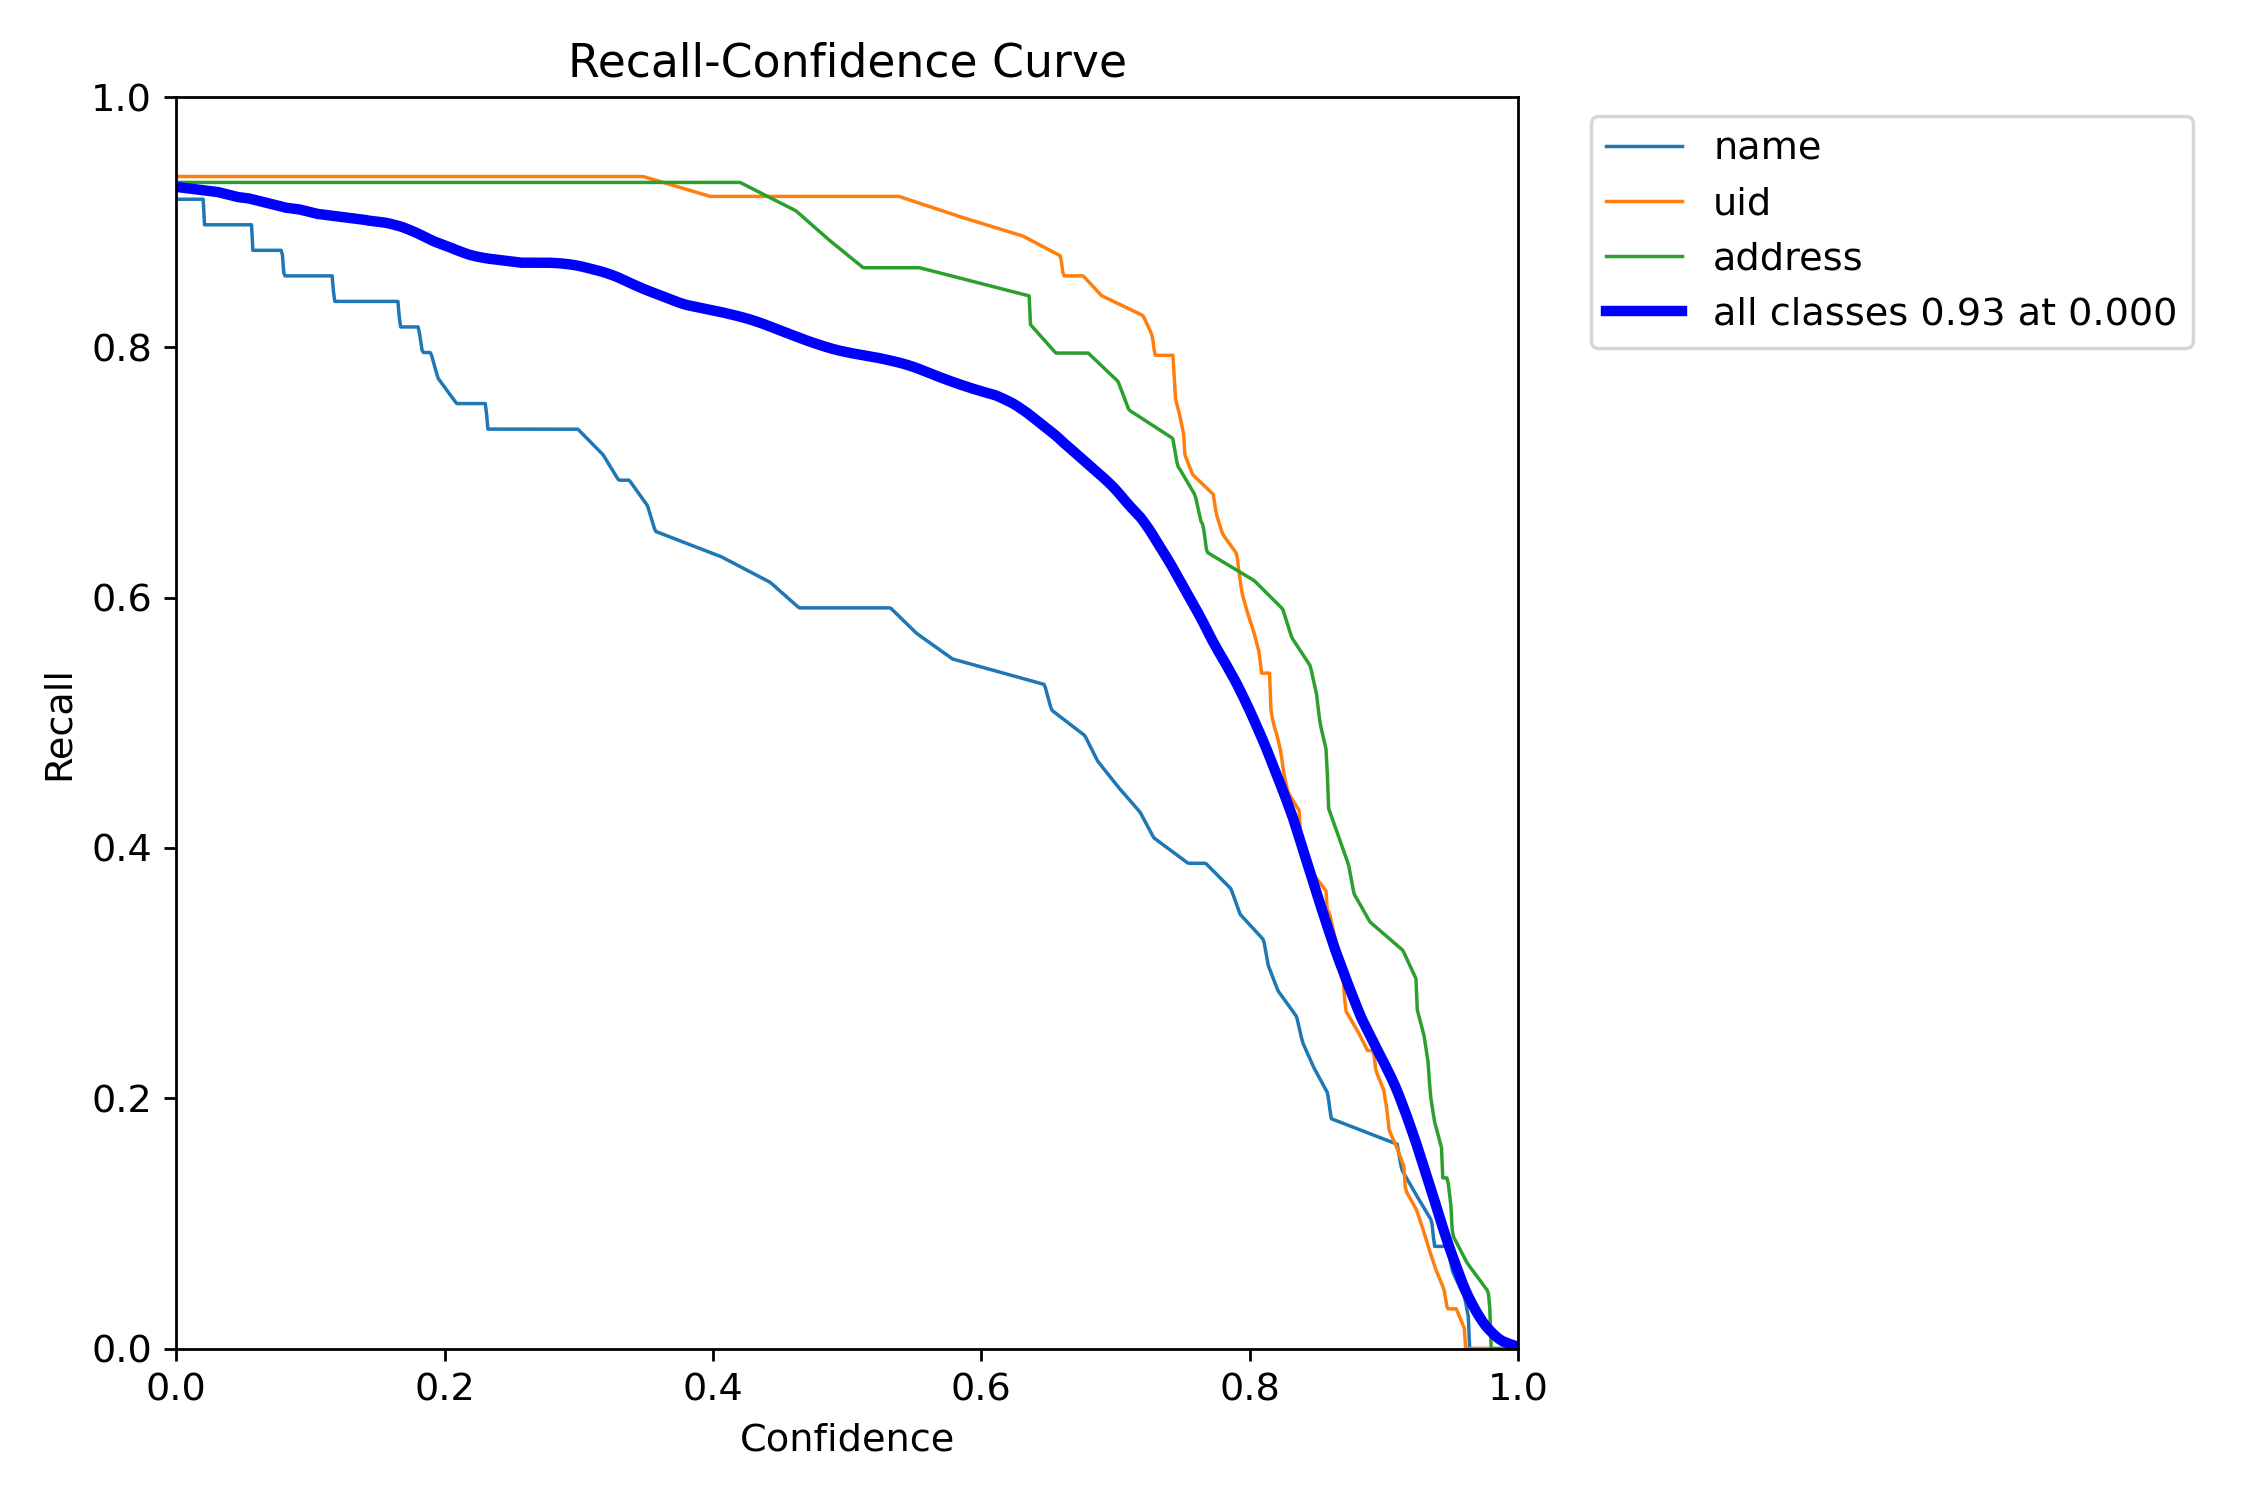 Recall-Confidence Curve
1.0
0.8
0.6
0.4
0.2
0.0
Recall
0.0 0.2 0.4 0.6 0.8 1.0
Confidence
name
uid
address
all classes 0.93 at 0.000